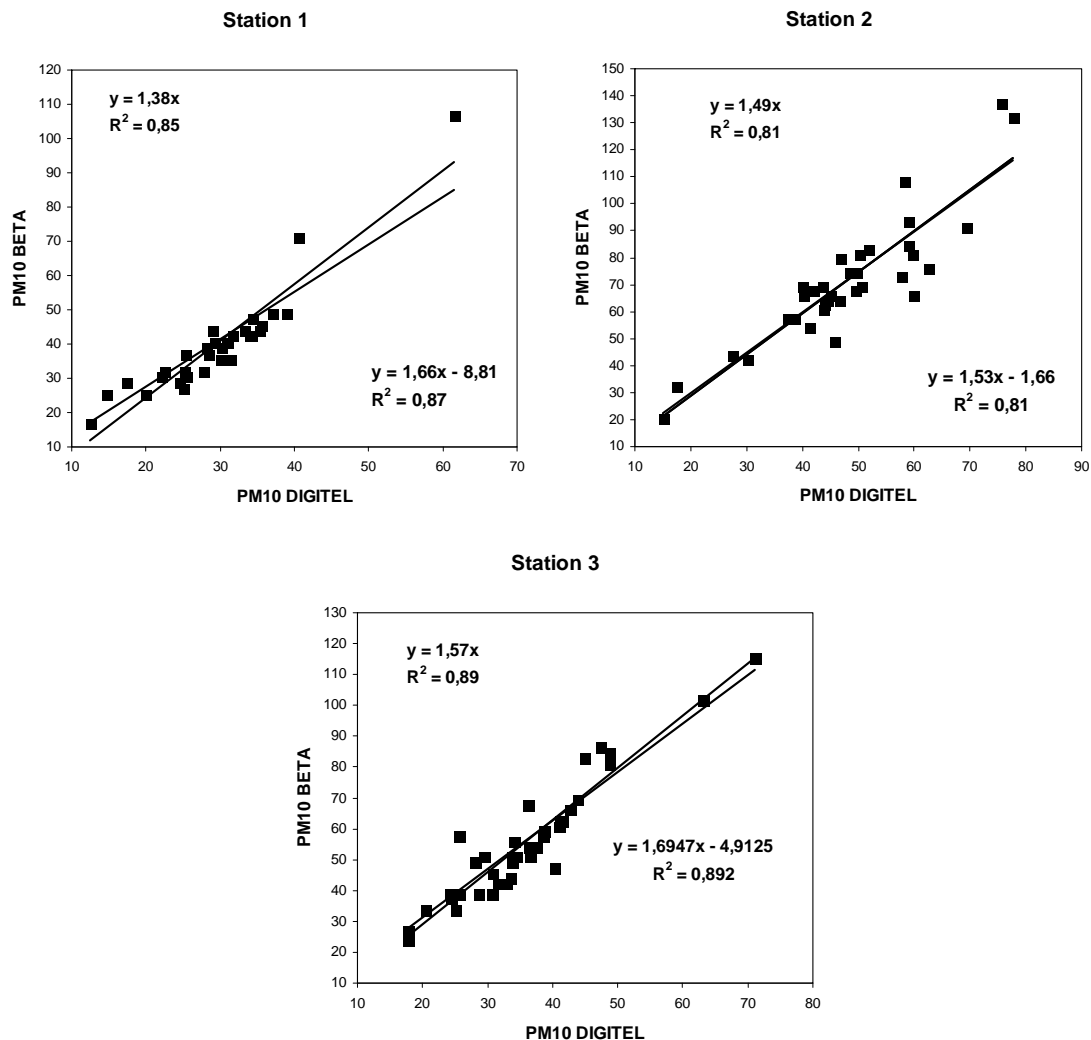 Station 1
120
110
100
90
80
70
60
50
40
30
20
10
10 20 30 40 50 60 70
PM10 BETA
PM10 DIGITEL
y = 1,38x
R² = 0,85
y = 1,66x - 8,81
R² = 0,87
Station 2
150
140
130
120
110
100
90
80
70
60
50
40
30
20
10
10 20 30 40 50 60 70 80 90
PM10 BETA
PM10 DIGITEL
y = 1,49x
R² = 0,81
y = 1,53x - 1,66
R² = 0,81
Station 3
130
120
110
100
90
80
70
60
50
40
30
20
10
10 20 30 40 50 60 70 80
PM10 BETA
PM10 DIGITEL
y = 1,57x
R² = 0,89
y = 1,6947x - 4,9125
R² = 0,892